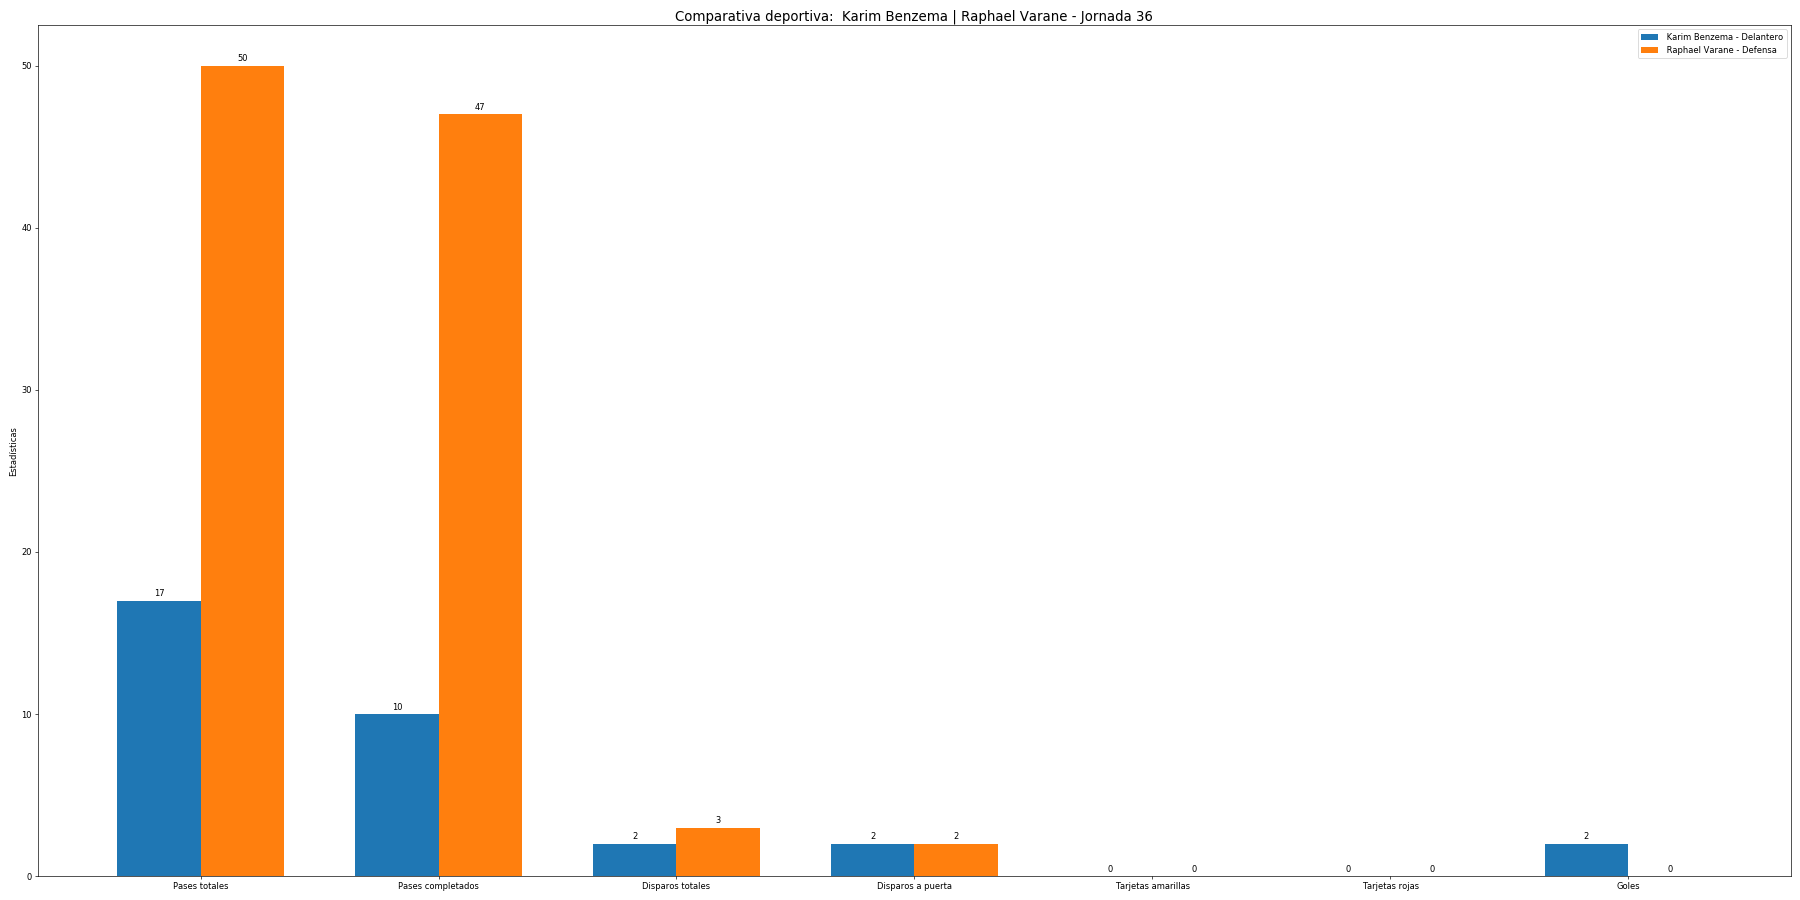 Comparativa deportiva:  Karim Benzema | Raphael Varane - Jornada 36
Karim Benzema - Delantero
Raphael Varane - Defensa
Estadísticas
50
40
30
20
10
0
17
50
10
47
2
3
2
2
0
0
0
0
2
0
Pases totales
Pases completados
Disparos totales
Disparos a puerta
Tarjetas amarillas
Tarjetas rojas
Goles